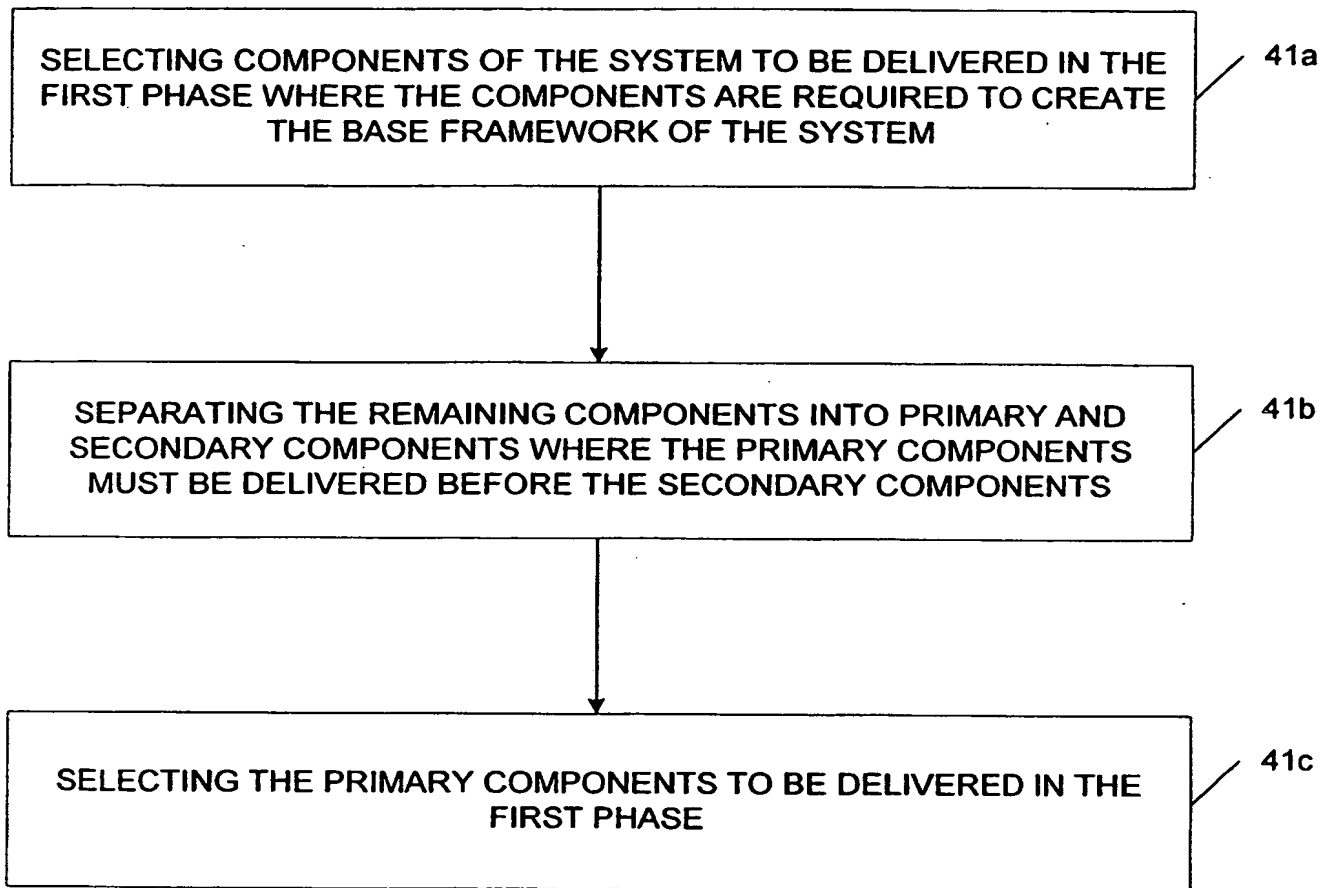 SELECTING COMPONENTS OF THE SYSTEM TO BE DELIVERED IN THE
FIRST PHASE WHERE THE COMPONENTS ARE REQUIRED TO CREATE
THE BASE FRAMEWORK OF THE SYSTEM
41a
SEPARATING THE REMAINING COMPONENTS INTO PRIMARY AND
SECONDARY COMPONENTS WHERE THE PRIMARY COMPONENTS
MUST BE DELIVERED BEFORE THE SECONDARY COMPONENTS
41b
SELECTING THE PRIMARY COMPONENTS TO BE DELIVERED IN THE
FIRST PHASE
41c